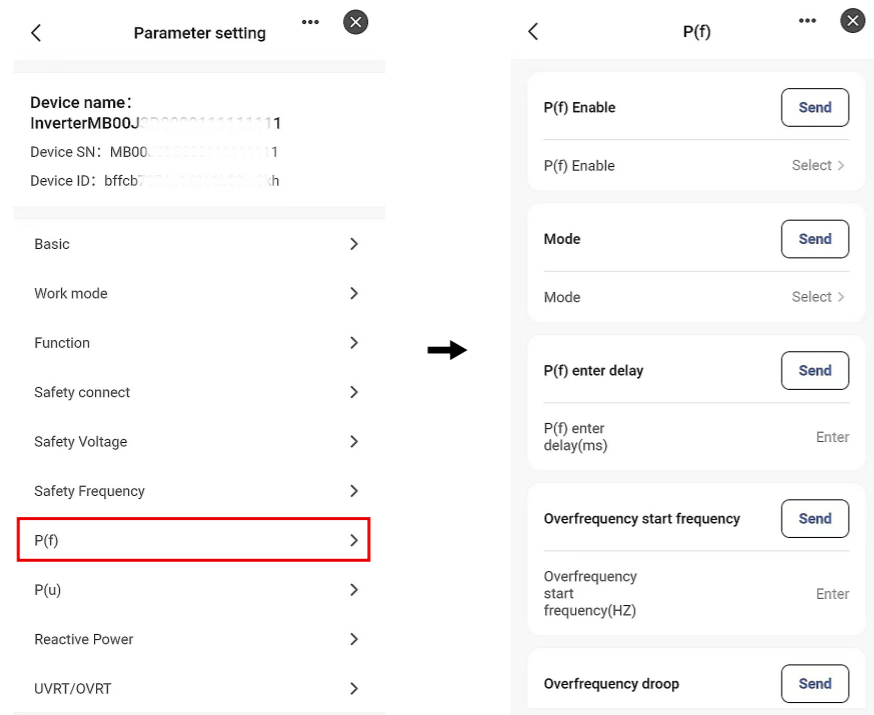 Parameter setting
Device name:
InverterMB00J
Device SN: MB00
Device ID: bffcb
Basic
Work mode
Function
Safety connect
Safety Voltage
Safety Frequency
P(f)
P(u)
Reactive Power
UVRT/OVRT
P(f)
P(f) Enable Send
P(f) Enable Select
Mode Send
Mode Select
P(f) enter delay Send
P(f) enter
delay(ms) Enter
Overfrequency start frequency Send
Overfrequency
start Enter
frequency(HZ)
Overfrequency droop Send